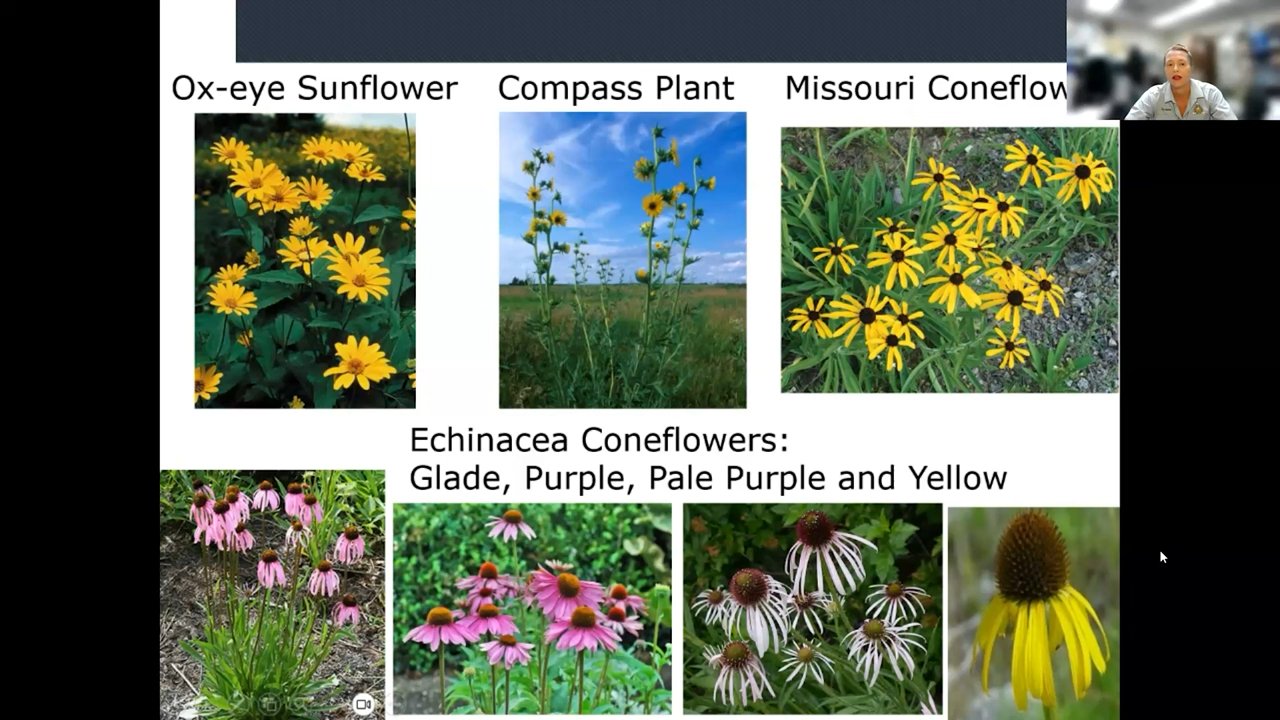 Ox-eye Sunflower
Compass Plant
Missouri Coneflow
Echinacea Coneflowers:
Glade, Purple, Pale Purple and Yellow